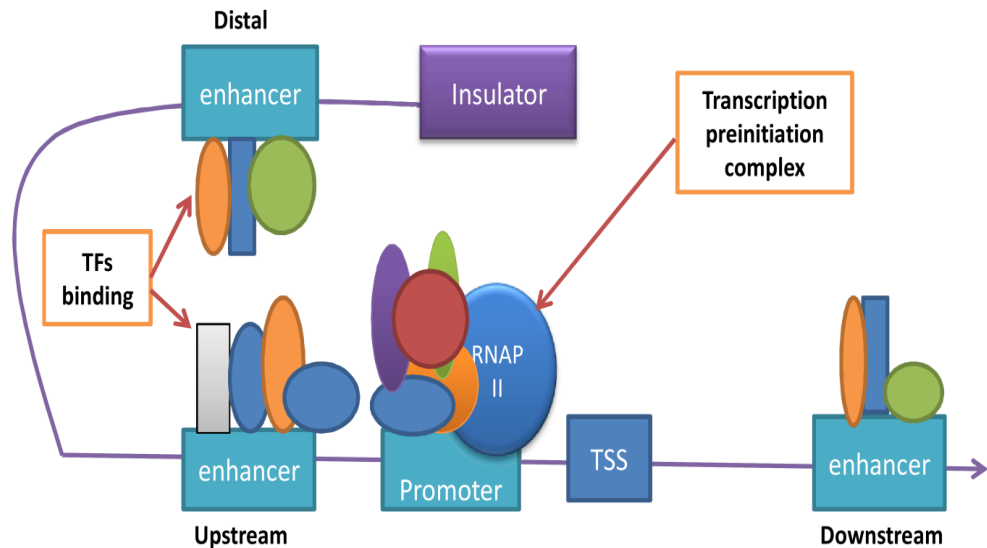 Distal
enhancer
Insulator
Transcription
preinitiation
complex
TFs
binding
RNAP
II
enhancer
Promoter
TSS
enhancer
Upstream
Downstream